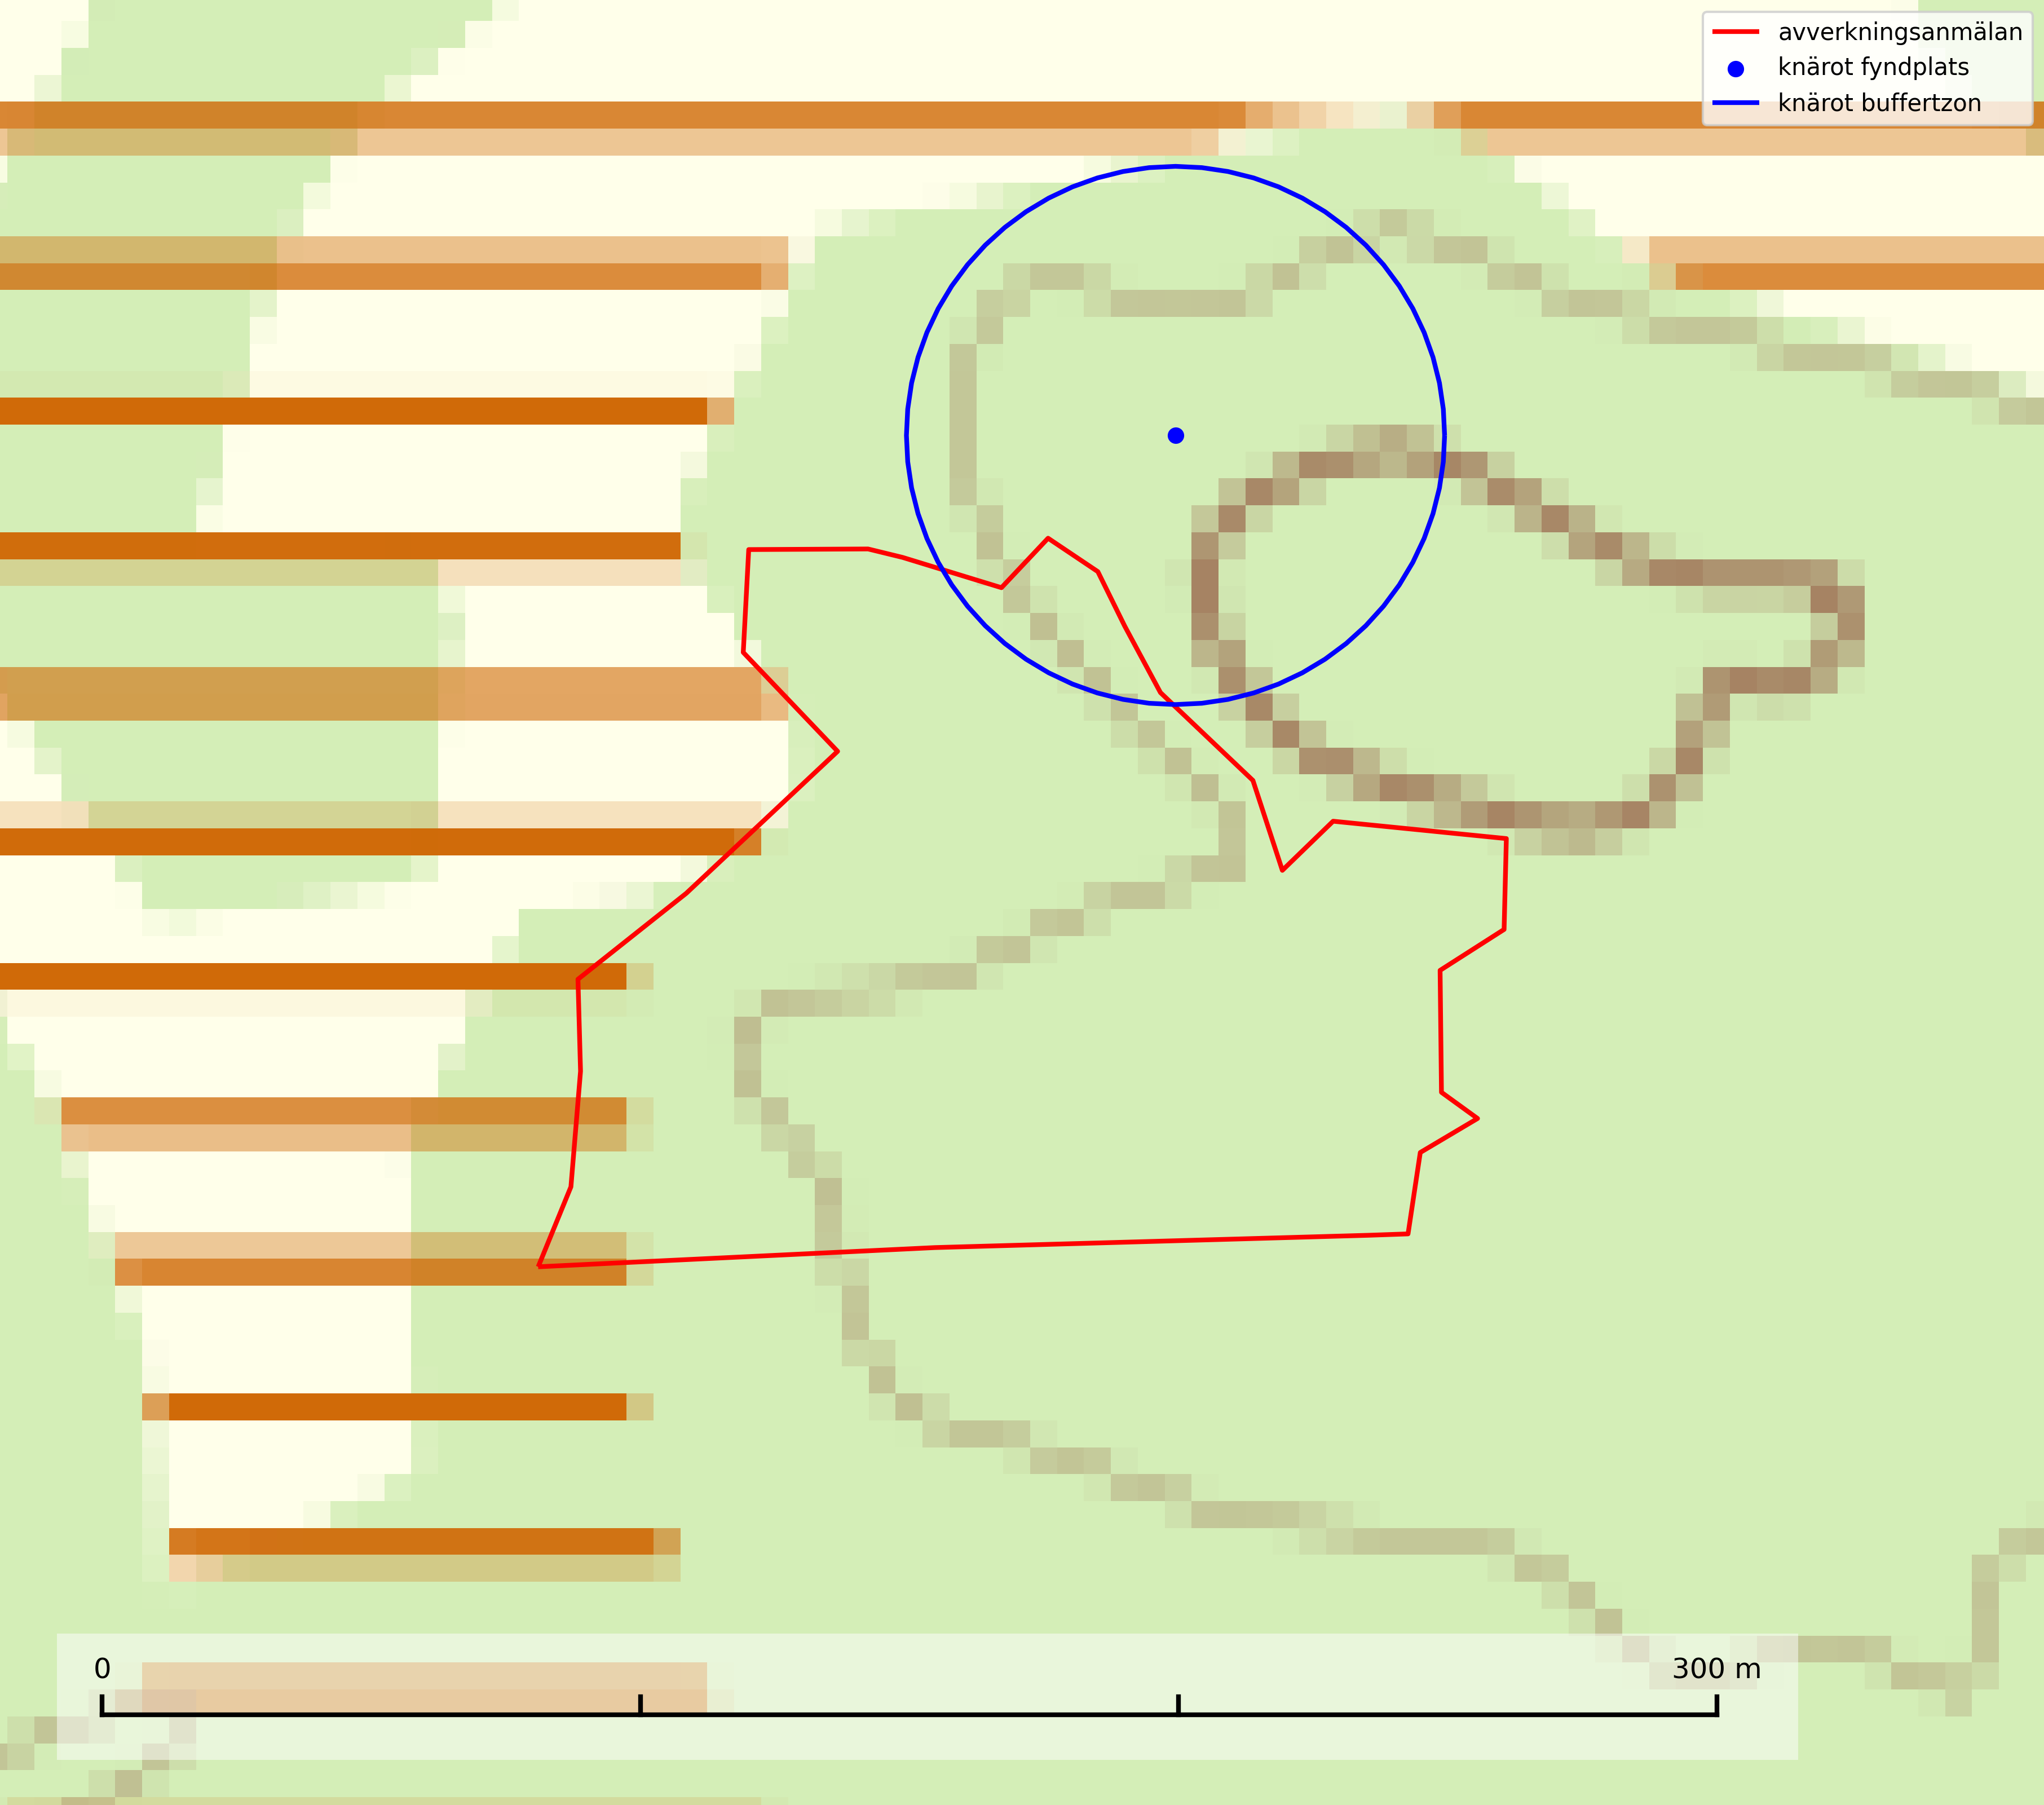 avverkningsanmälan
knärot fyndplats
knärot buffertzon
0 300 m